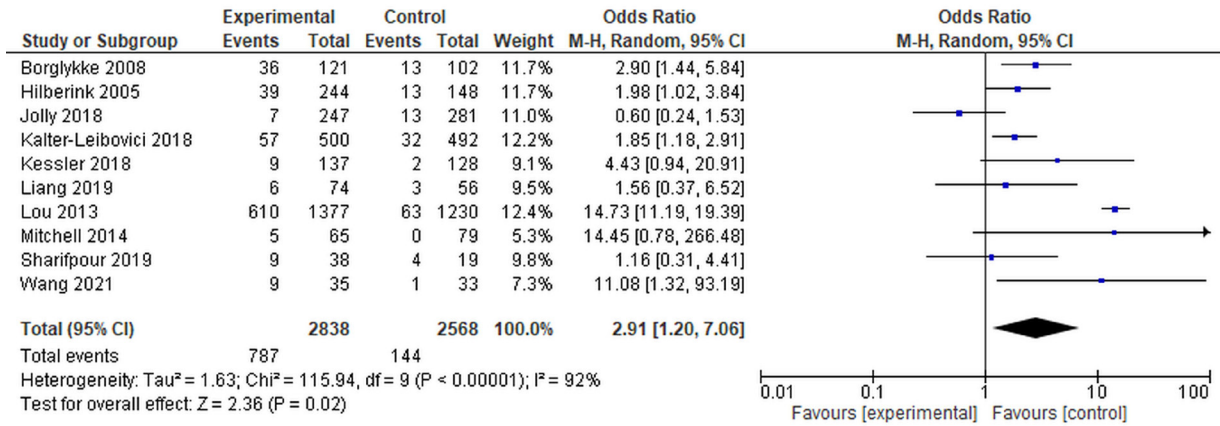 Experimental Control Odds Ratio Odds Ratio
Study or Subgroup Events Total Events Total Weight M-H, Random, 95% CI M-H, Random, 95% CI
Borglykke 2008 36 121 13 102 11.7% 2.90 [1.44, 5.84]
Hilberink 2005 39 244 13 148 11.7% 1.98 [1.02, 3.84]
Jolly 2018 7 247 13 281 11.0% 0.60 [0.24, 1.53]
Kalter-Leibovici 2018 57 500 32 492 12.2% 1.85 [1.18, 2.91]
Kessler 2018 9 137 2 128 9.1% 4.43 [0.94, 20.91]
Liang 2019 6 74 3 56 9.5% 1.56 [0.37, 6.52]
Lou 2013 610 1377 63 1230 12.4% 14.73 [11.19, 19.39]
Mitchell 2014 5 65 0 79 5.3% 14.45 [0.78, 266.48]
Sharifpour 2019 9 38 4 19 9.8% 1.16 [0.31, 4.41]
Wang 2021 9 35 1 33 7.3% 11.08 [1.32, 93.19]
Total (95% CI) 2838 2568 100.0% 2.91 [1.20, 7.06]
Total events 787 144
Heterogeneity: Tau² = 1.63; Chi² = 115.94, df = 9 (P < 0.00001); I² = 92%
Test for overall effect: Z = 2.36 (P = 0.02)
0.01 0.1 1 10 100
Favours [experimental] Favours [control]